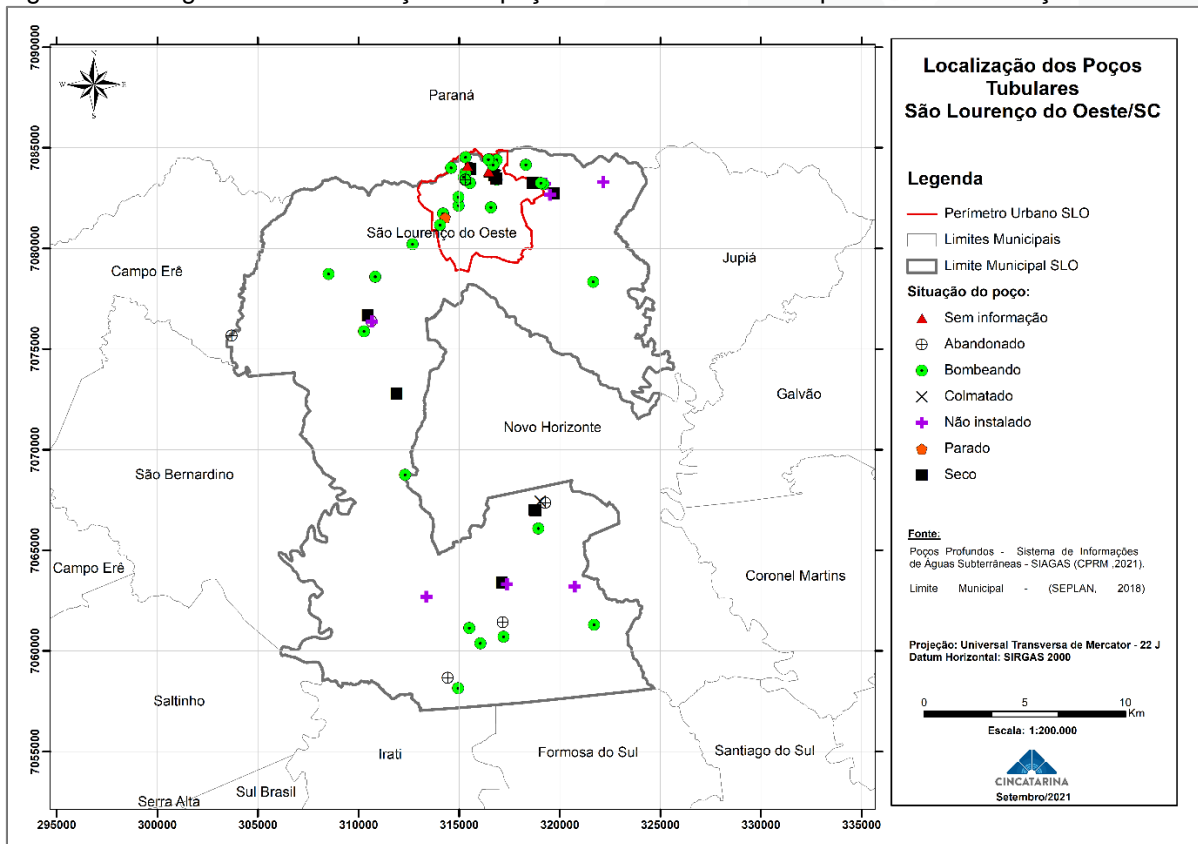 Paraná
São Lourenço do Oeste
Campo Erê
Jupiá
Galvão
Novo Horizonte
São Bernardino
Campo Erê
Coronel Martins
Saltinho
Irati
Formosa do Sul
Santiago do Sul
Sul Brasil
Serra Alta
N
W
E
S
7090000
7085000
7080000
7075000
7070000
7065000
7060000
7055000
295000
300000
305000
310000
315000
320000
325000
330000
335000
Localização dos Poços
Tubulares
São Lourenço do Oeste/SC
Legenda
Perímetro Urbano SLO
Limites Municipais
Limite Municipal SLO
Situação do poço:
Sem informação
Abandonado
Bombeando
Colmatado
Não instalado
Parado
Seco
Fonte:
Poços Profundos - Sistema de Informações
de Águas Subterrâneas - SIAGAS (CPRM ,2021).
Limite Municipal - (SEPLAN, 2018)
Projeção: Universal Transversa de Mercator - 22 J
Datum Horizontal: SIRGAS 2000
0 5 10
Km
Escala: 1:200.000
CINCATARINA
Setembro/2021